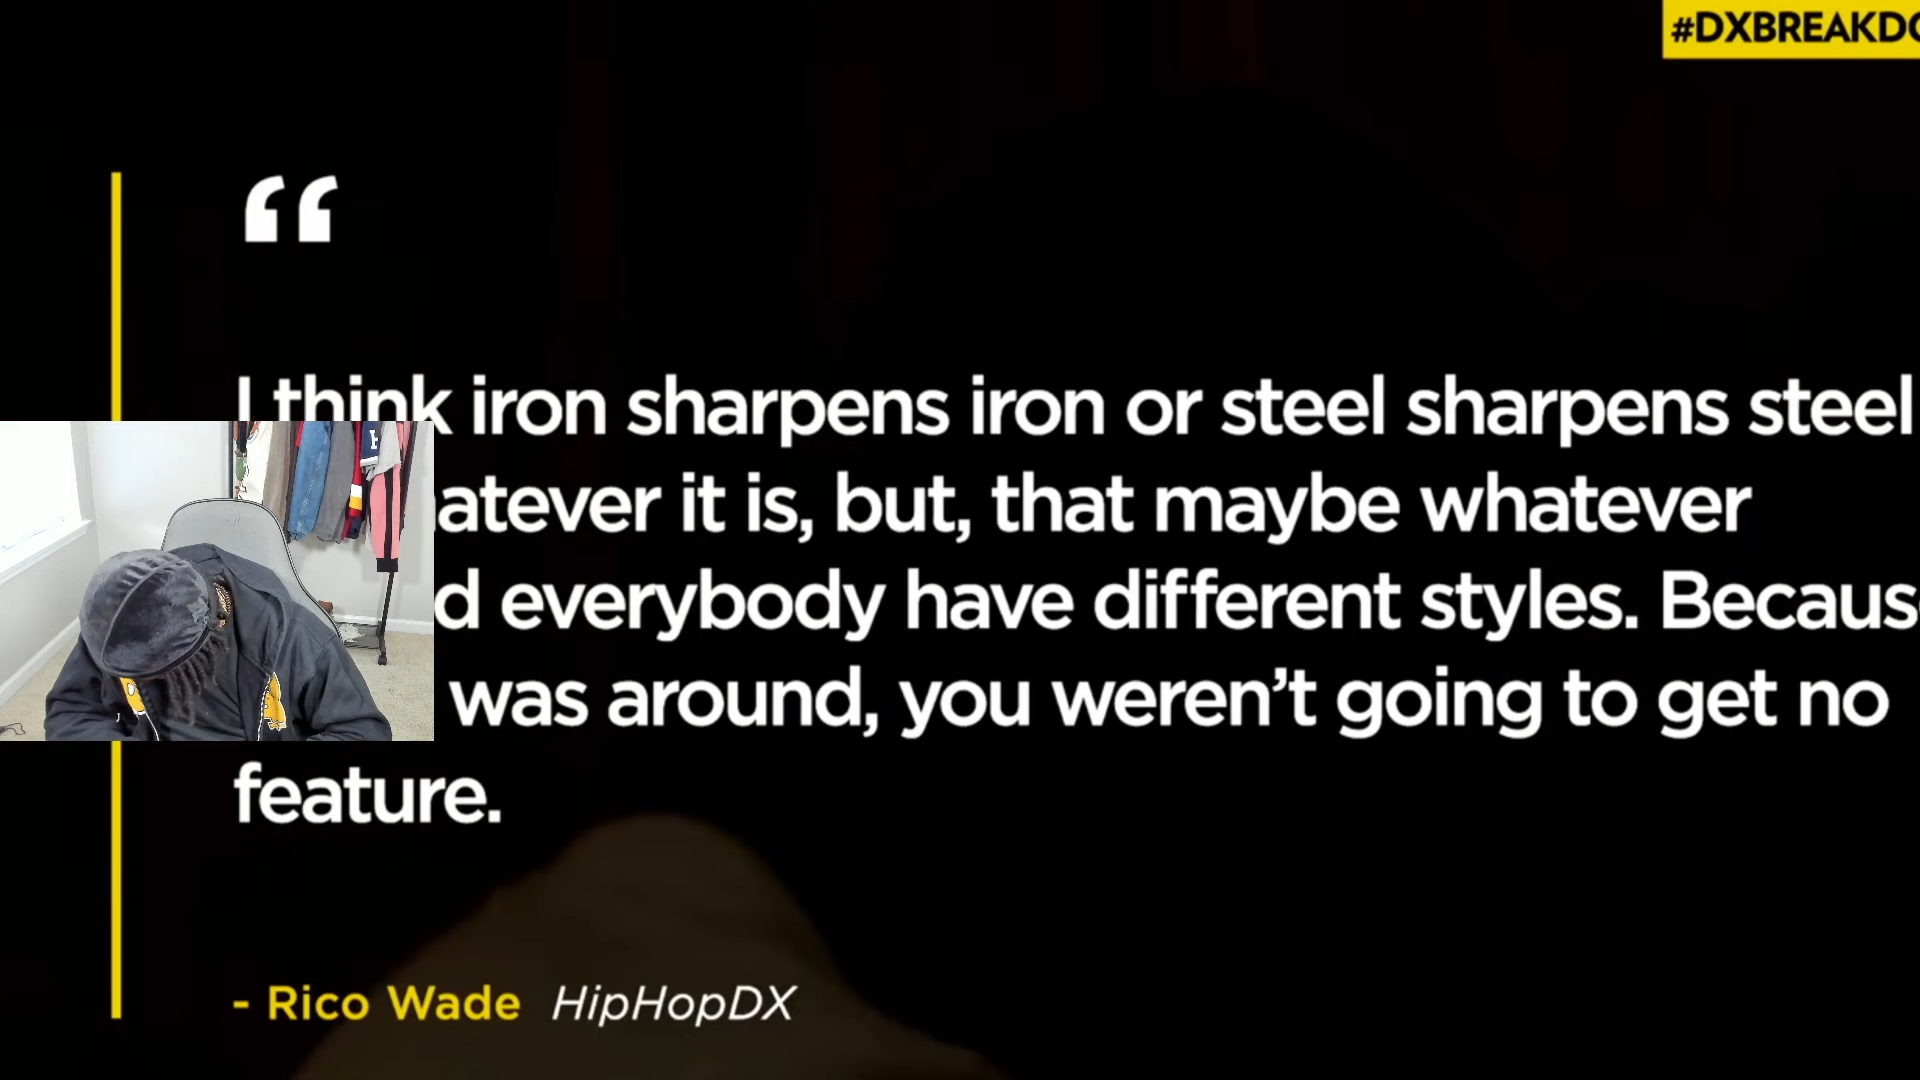 #DXBREAKDO
“
I think iron sharpens iron or steel sharpens steel
atever it is, but, that maybe whatever
d everybody have different styles. Becaus
was around, you weren’t going to get no
feature.
- Rico Wade HipHopDX